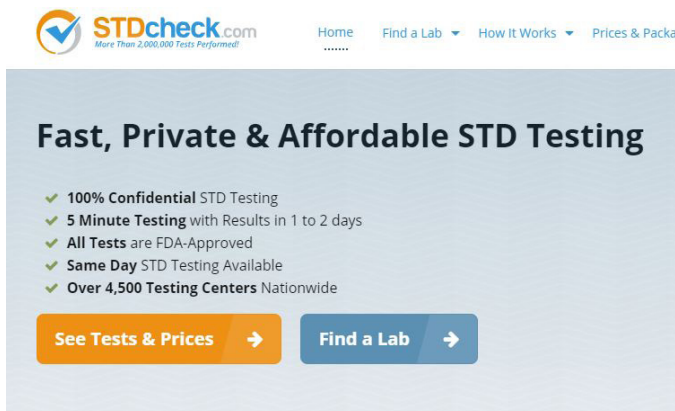 STDcheck.com
More Than 2,000,000 Tests Performed!
Home Find a Lab How It Works Prices & Packa
Fast, Private & Affordable STD Testing
100% Confidential STD Testing
5 Minute Testing with Results in 1 to 2 days
All Tests are FDA-Approved
Same Day STD Testing Available
Over 4,500 Testing Centers Nationwide
See Tests & Prices Find a Lab